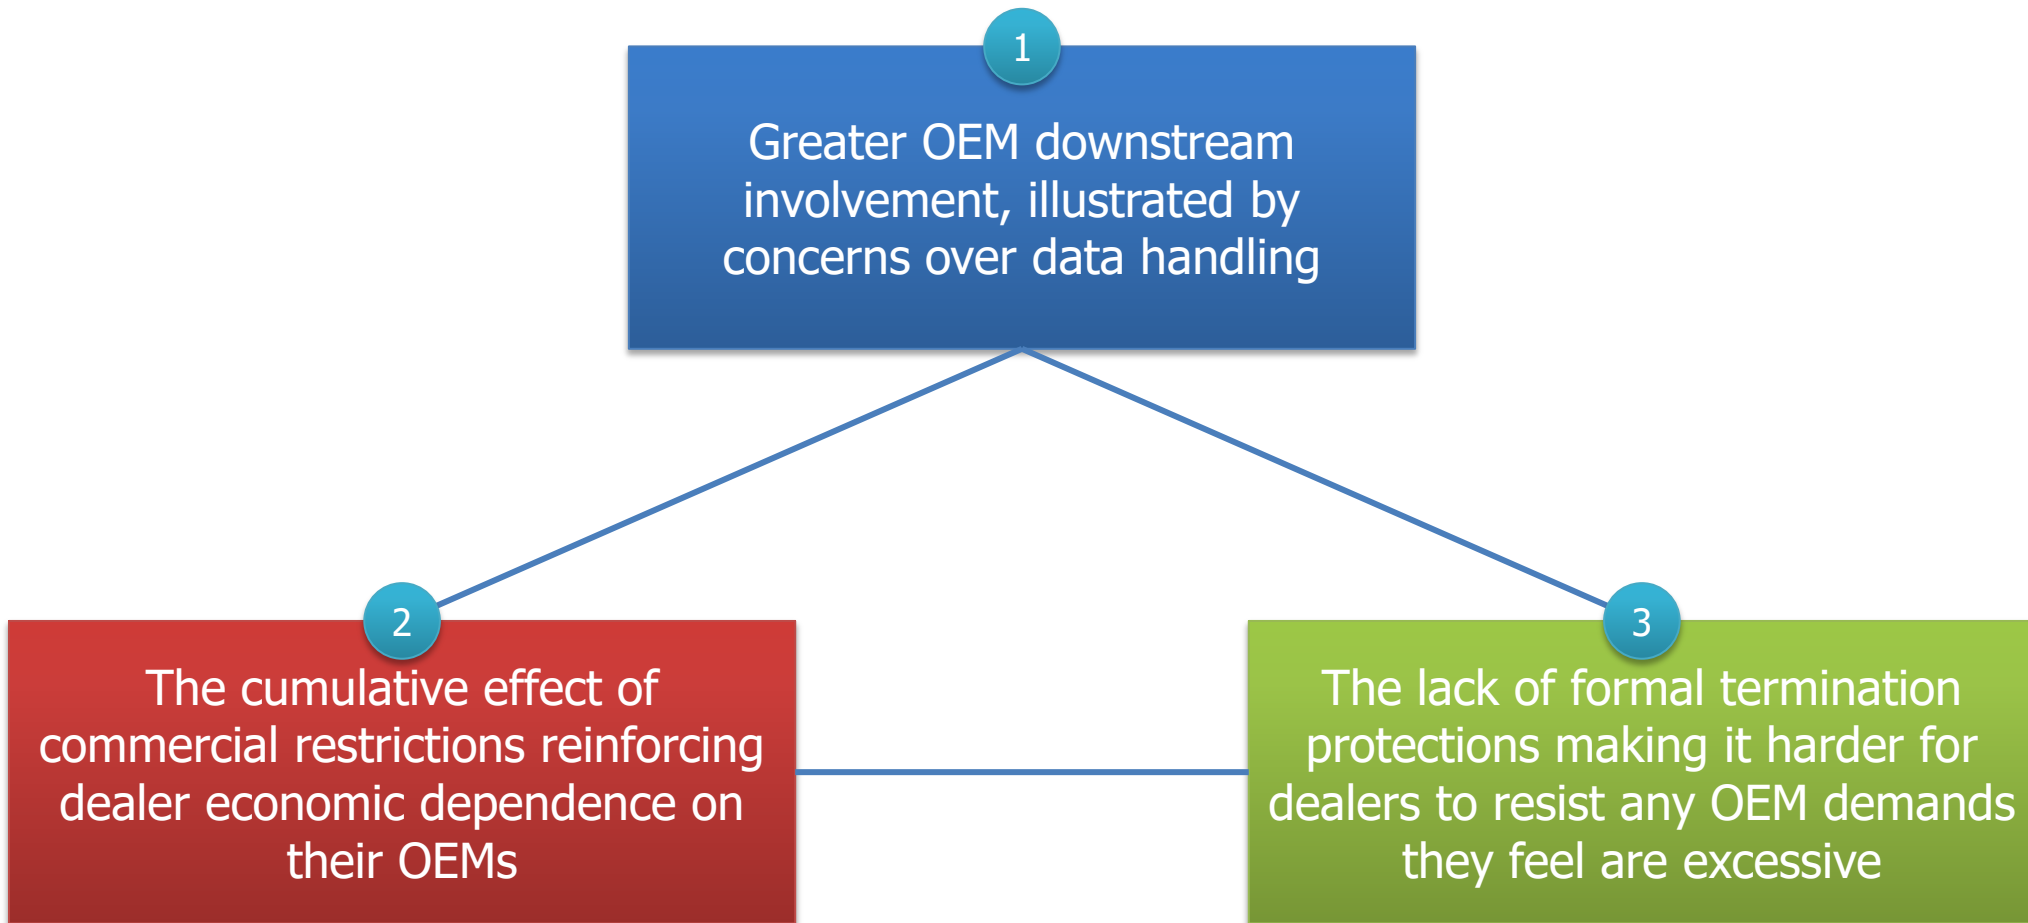 1
Greater OEM downstream
involvement, illustrated by
concerns over data handling
2
The cumulative effect of
commercial restrictions reinforcing
dealer economic dependence on
their OEMs
3
The lack of formal termination
protections making it harder for
dealers to resist any OEM demands
they feel are excessive